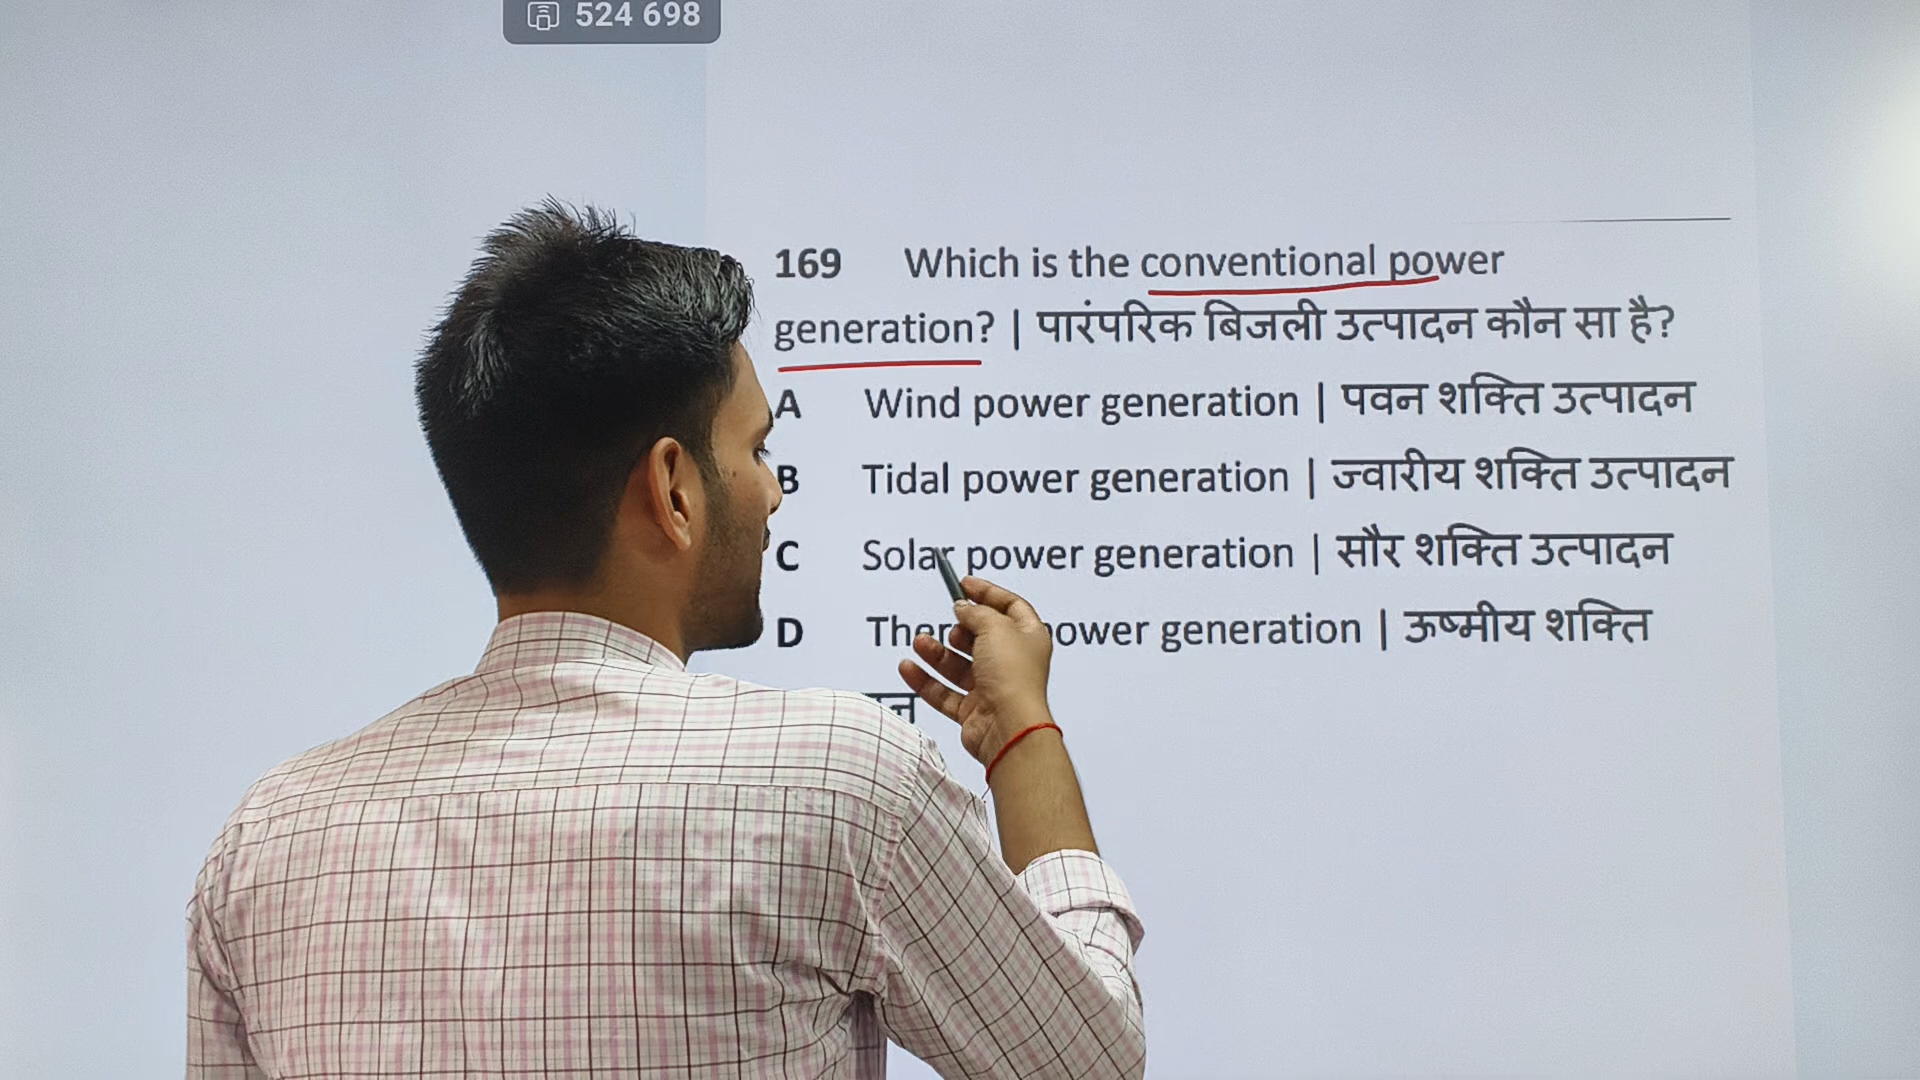 524 698
169 Which is the conventional power
generation? | पारंपरिक बिजली उत्पादन कौन सा है?
A Wind power generation | पवन शक्ति उत्पादन
B Tidal power generation | ज्वारीय शक्ति उत्पादन
C Solar power generation | सौर शक्ति उत्पादन
D power generation | ऊष्मीय शक्ति